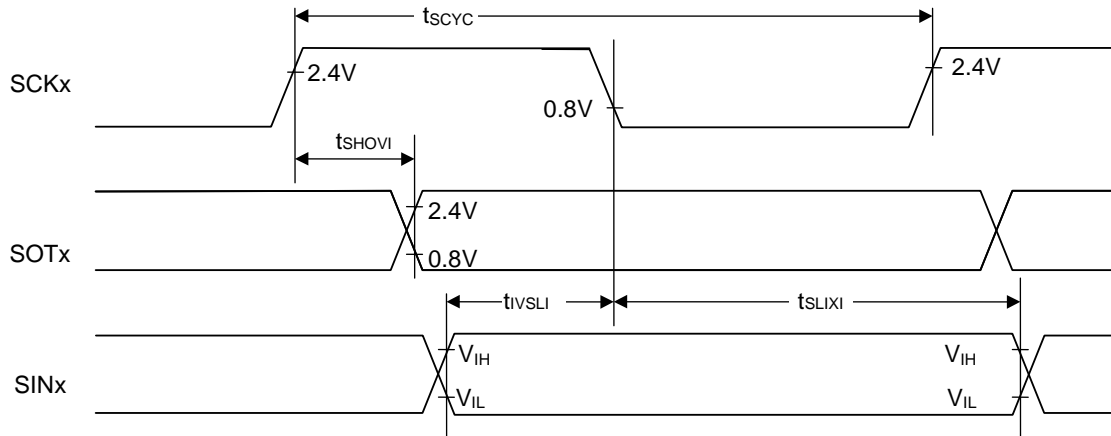 tSCYC
SCKx
2.4V
0.8V
2.4V
tSHOVI
SOTx
2.4V
0.8V
tIVSLI
tSLIXI
SINx
VIH
VIH
VIL
VIL